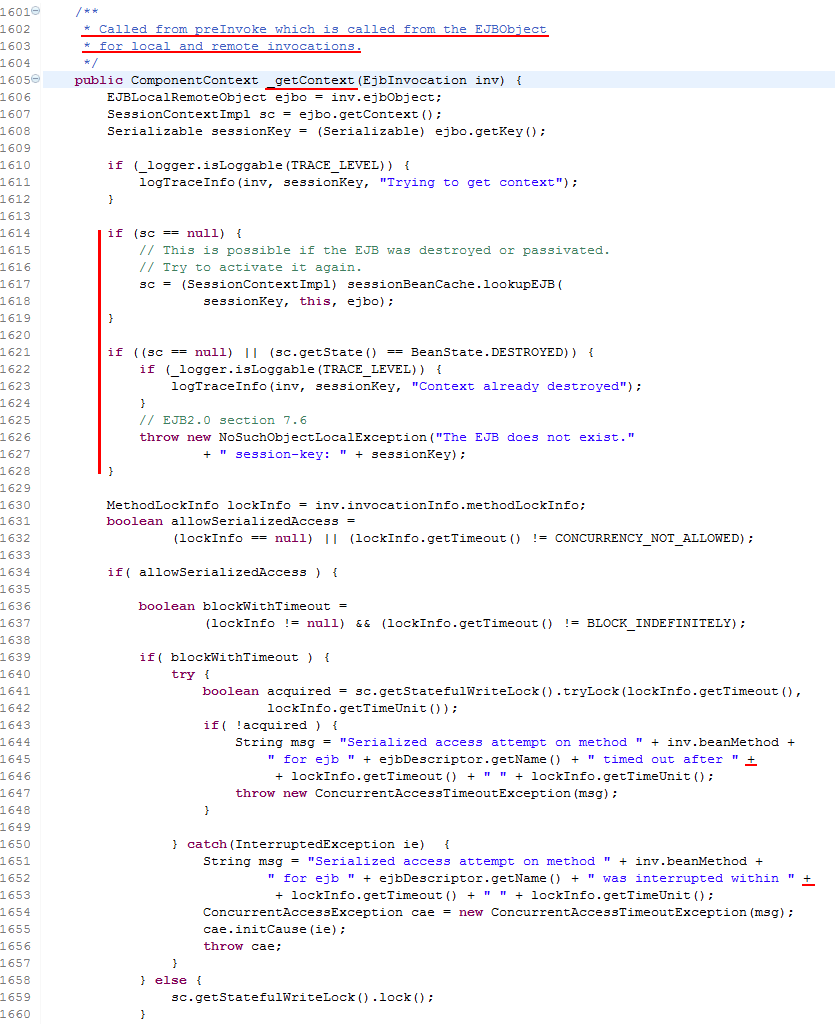 1601 /**
1602 * Called from preInvoke which is called from the EJBObject
1603 * for local and remote invocations.
1604 */
1605 public ComponentContext _getContext(EjbInvocation inv) {
1606 EJBLocalRemoteObject ejbo = inv.ejbObject;
1607 SessionContextImpl sc = ejbo.getContext();
1608 Serializable sessionKey = (Serializable) ejbo.getKey();
1609
1610 if (_logger.isLoggable(TRACE_LEVEL)) {
1611 logTraceInfo(inv, sessionKey, "Trying to get context");
1612 }
1613
1614 if (sc == null) {
1615 // This is possible if the EJB was destroyed or passivated.
1616 // Try to activate it again.
1617 sc = (SessionContextImpl) sessionBeanCache.lookupEJB(
1618 sessionKey, this, ejbo);
1619 }
1620
1621 if ((sc == null) || (sc.getState() == BeanState.DESTROYED)) {
1622 if (_logger.isLoggable(TRACE_LEVEL)) {
1623 logTraceInfo(inv, sessionKey, "Context already destroyed");
1624 }
1625 // EJB2.0 section 7.6
1626 throw new NoSuchObjectLocalException("The EJB does not exist."
1627 + " session-key: " + sessionKey);
1628 }
1629
1630 MethodLockInfo lockInfo = inv.invocationInfo.methodLockInfo;
1631 boolean allowSerializedAccess =
1632 (lockInfo == null) || (lockInfo.getTimeout() != CONCURRENCY_NOT_ALLOWED);
1633
1634 if( allowSerializedAccess ) {
1635
1636 boolean blockWithTimeout =
1637 (lockInfo != null) && (lockInfo.getTimeout() != BLOCK_INDEFINITELY);
1638
1639 if( blockWithTimeout ) {
1640 try {
1641 boolean acquired = sc.getStatefulWriteLock().tryLock(lockInfo.getTimeout(),
1642 lockInfo.getTimeUnit());
1643 if( !acquired ) {
1644 String msg = "Serialized access attempt on method " + inv.beanMethod +
1645 " for ejb " + ejbDescriptor.getName() + " timed out after " +
1646 + lockInfo.getTimeout() + " " + lockInfo.getTimeUnit();
1647 throw new ConcurrentAccessTimeoutException(msg);
1648 }
1649
1650 } catch(InterruptedException ie) {
1651 String msg = "Serialized access attempt on method " + inv.beanMethod +
1652 " for ejb " + ejbDescriptor.getName() + " was interrupted within " +
1653 + lockInfo.getTimeout() + " " + lockInfo.getTimeUnit();
1654 ConcurrentAccessException cae = new ConcurrentAccessTimeoutException(msg);
1655 cae.initCause(ie);
1656 throw cae;
1657 }
1658 } else {
1659 sc.getStatefulWriteLock().lock();
1660 }